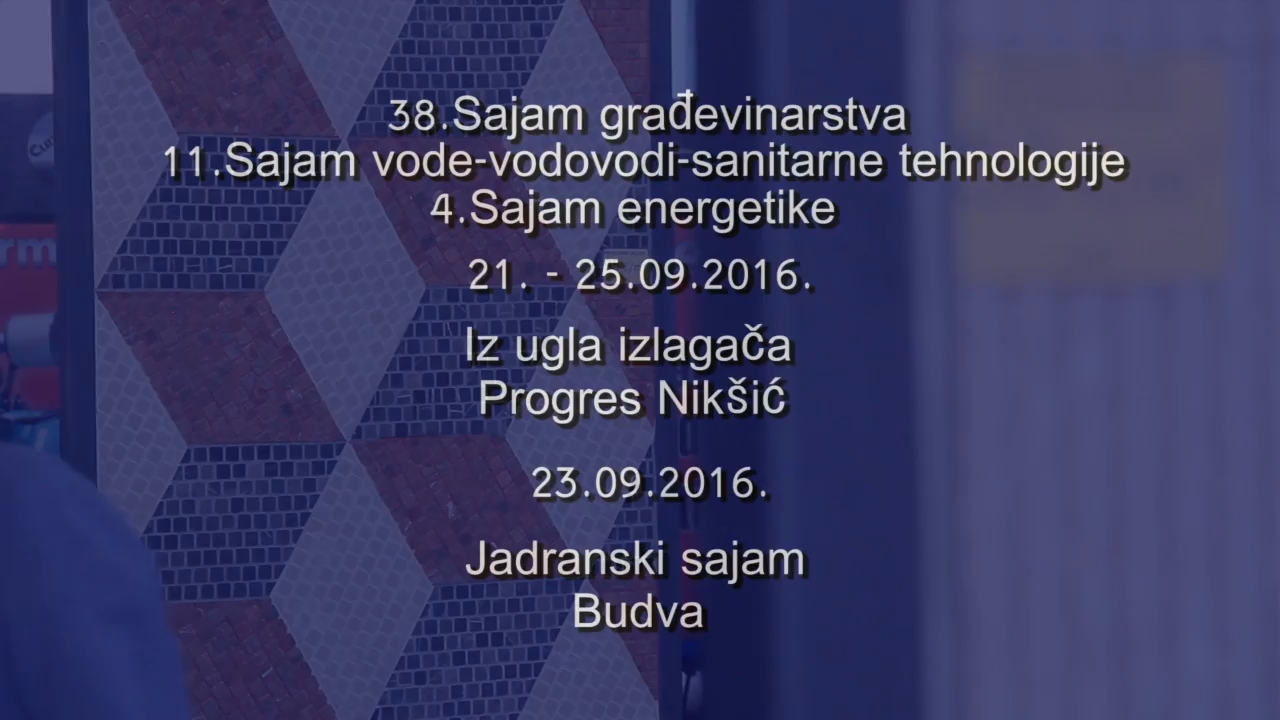 38.Sajam građevinarstva
11.Sajam vode-vodovodi-sanitarne tehnologije
4.Sajam energetike
21. - 25.09.2016.
Iz ugla izlagača
Progres Nikšić
23.09.2016.
Jadranski sajam
Budva